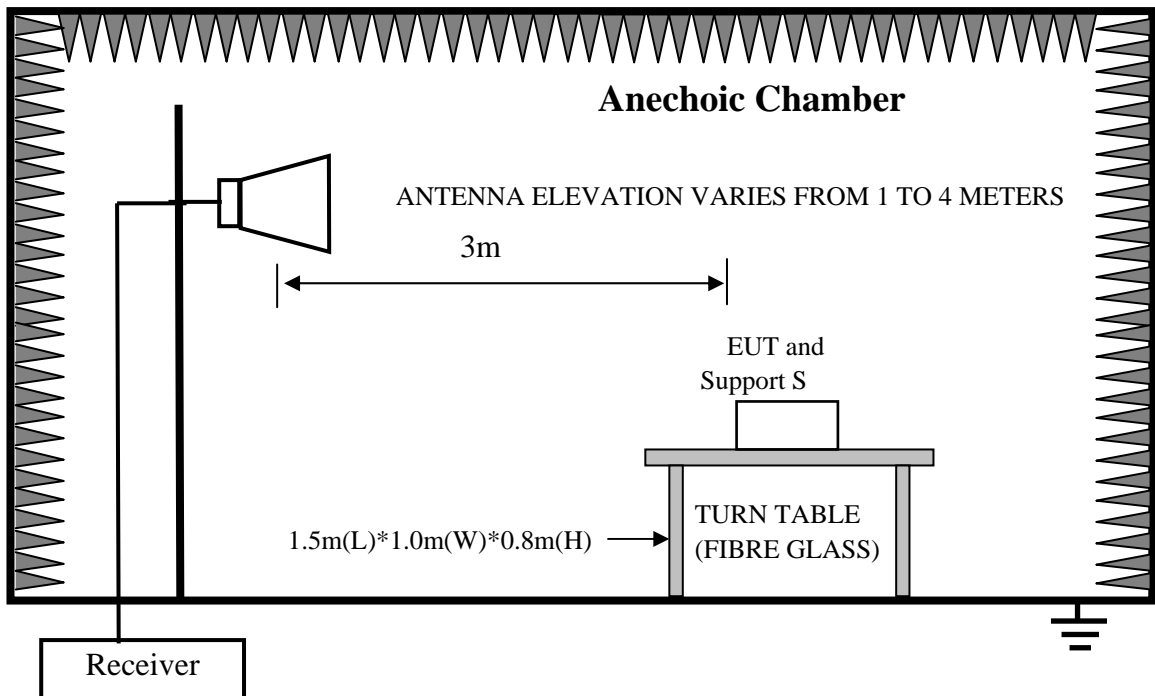 Anechoic Chamber
ANTENNA ELEVATION VARIES FROM 1 TO 4 METERS
3m
EUT and
Support S
1.5m(L)*1.0m(W)*0.8m(H)
TURN TABLE
(FIBRE GLASS)
Receiver